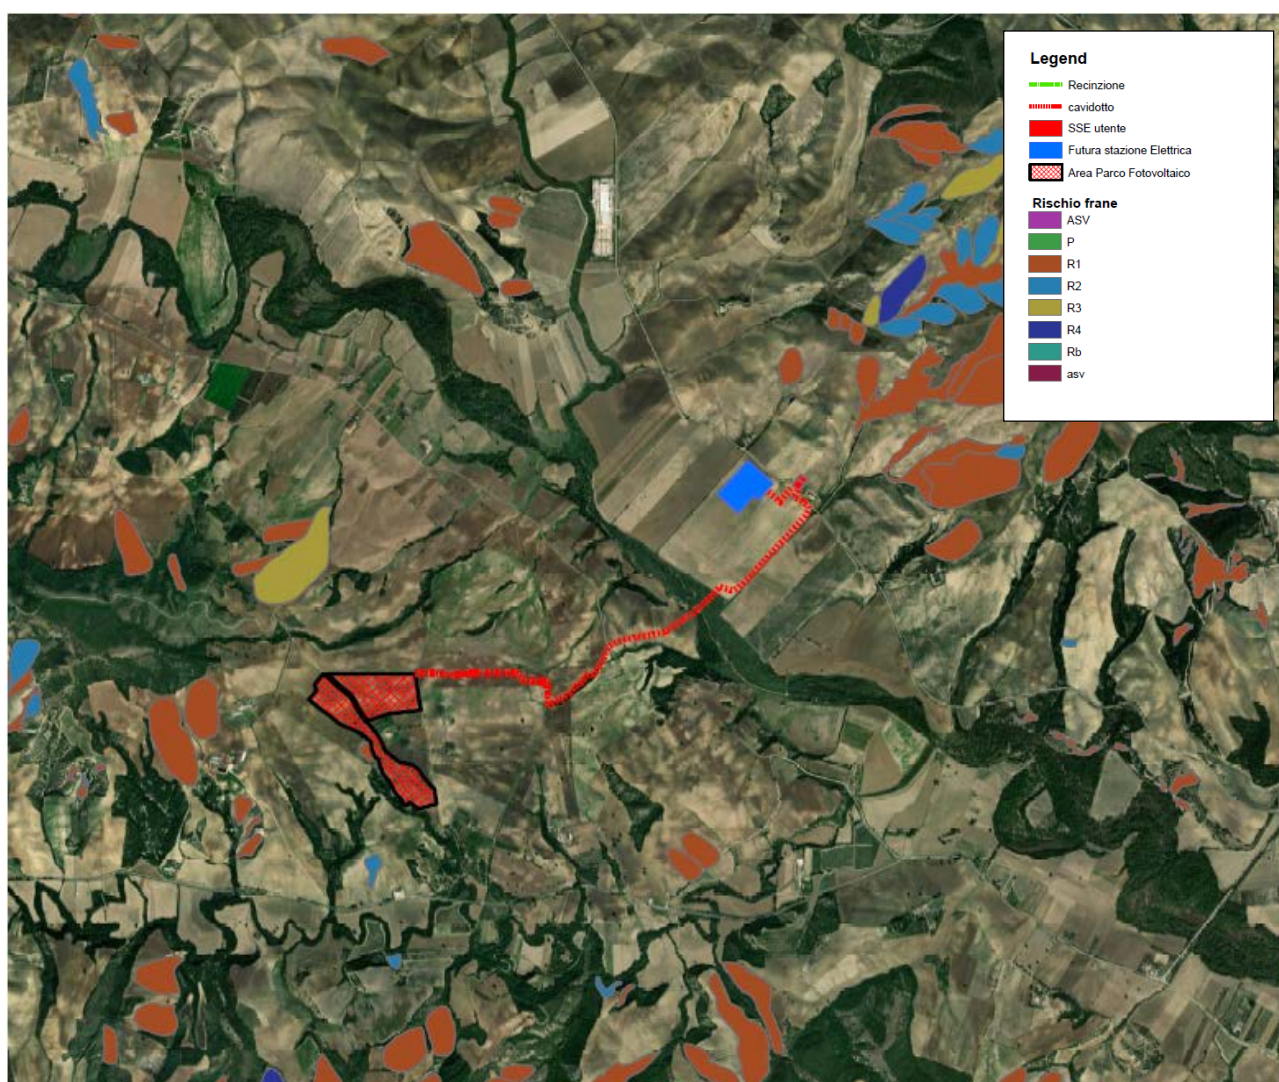 Legend
Recinzione
cavidotto
SSE utente
Futura stazione Elettrica
Area Parco Fotovoltaico
Rischio frane
ASV
P
R1
R2
R3
R4
Rb
asv